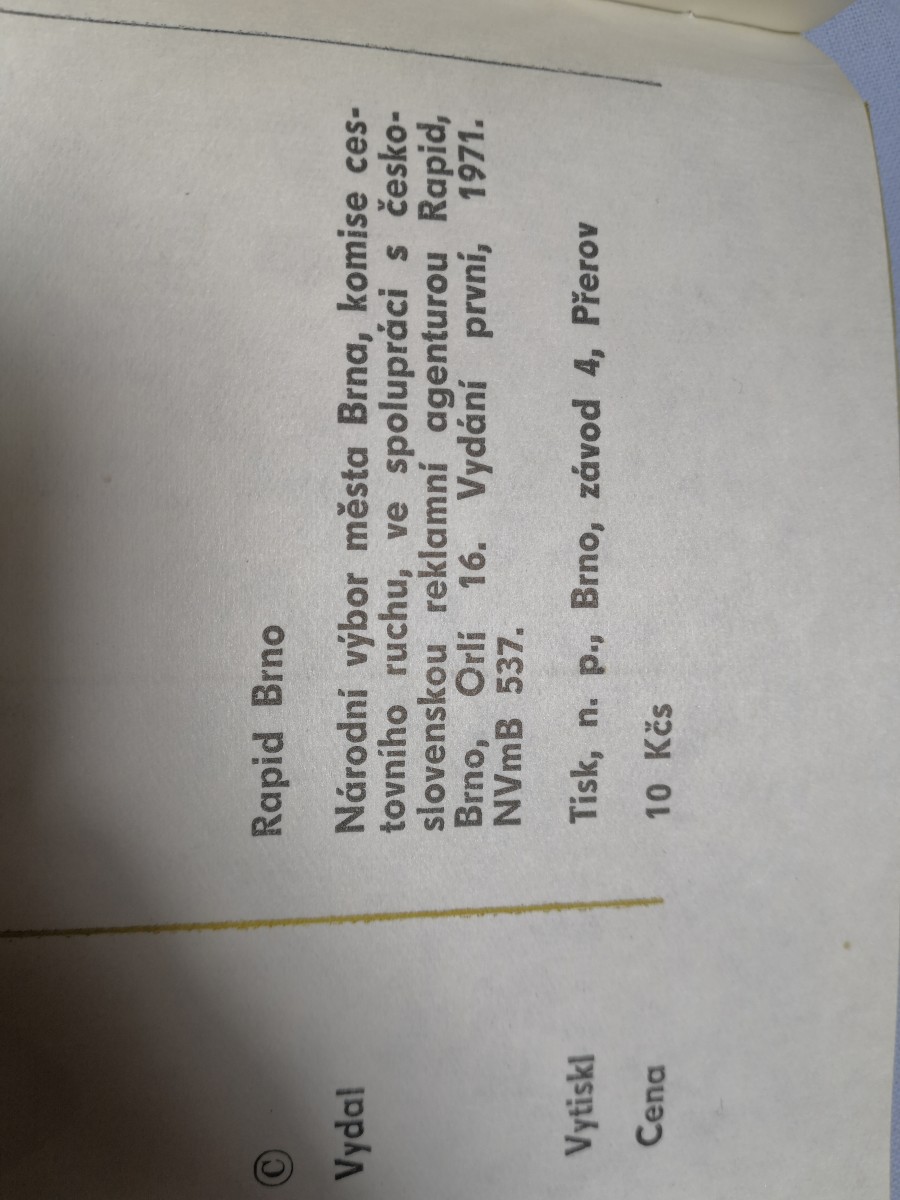 © Rapid Brno
Vydal Národní výbor města Brna, komise ces-
tovního ruchu, ve spolupráci s česko-
slovenskou reklamní agenturou Rapid,
Brno, Orlí 16. Vydání první, 1971.
NVmB 537.
Vytiskl Tisk, n. p., Brno, závod 4, Přerov
Cena 10 Kčs